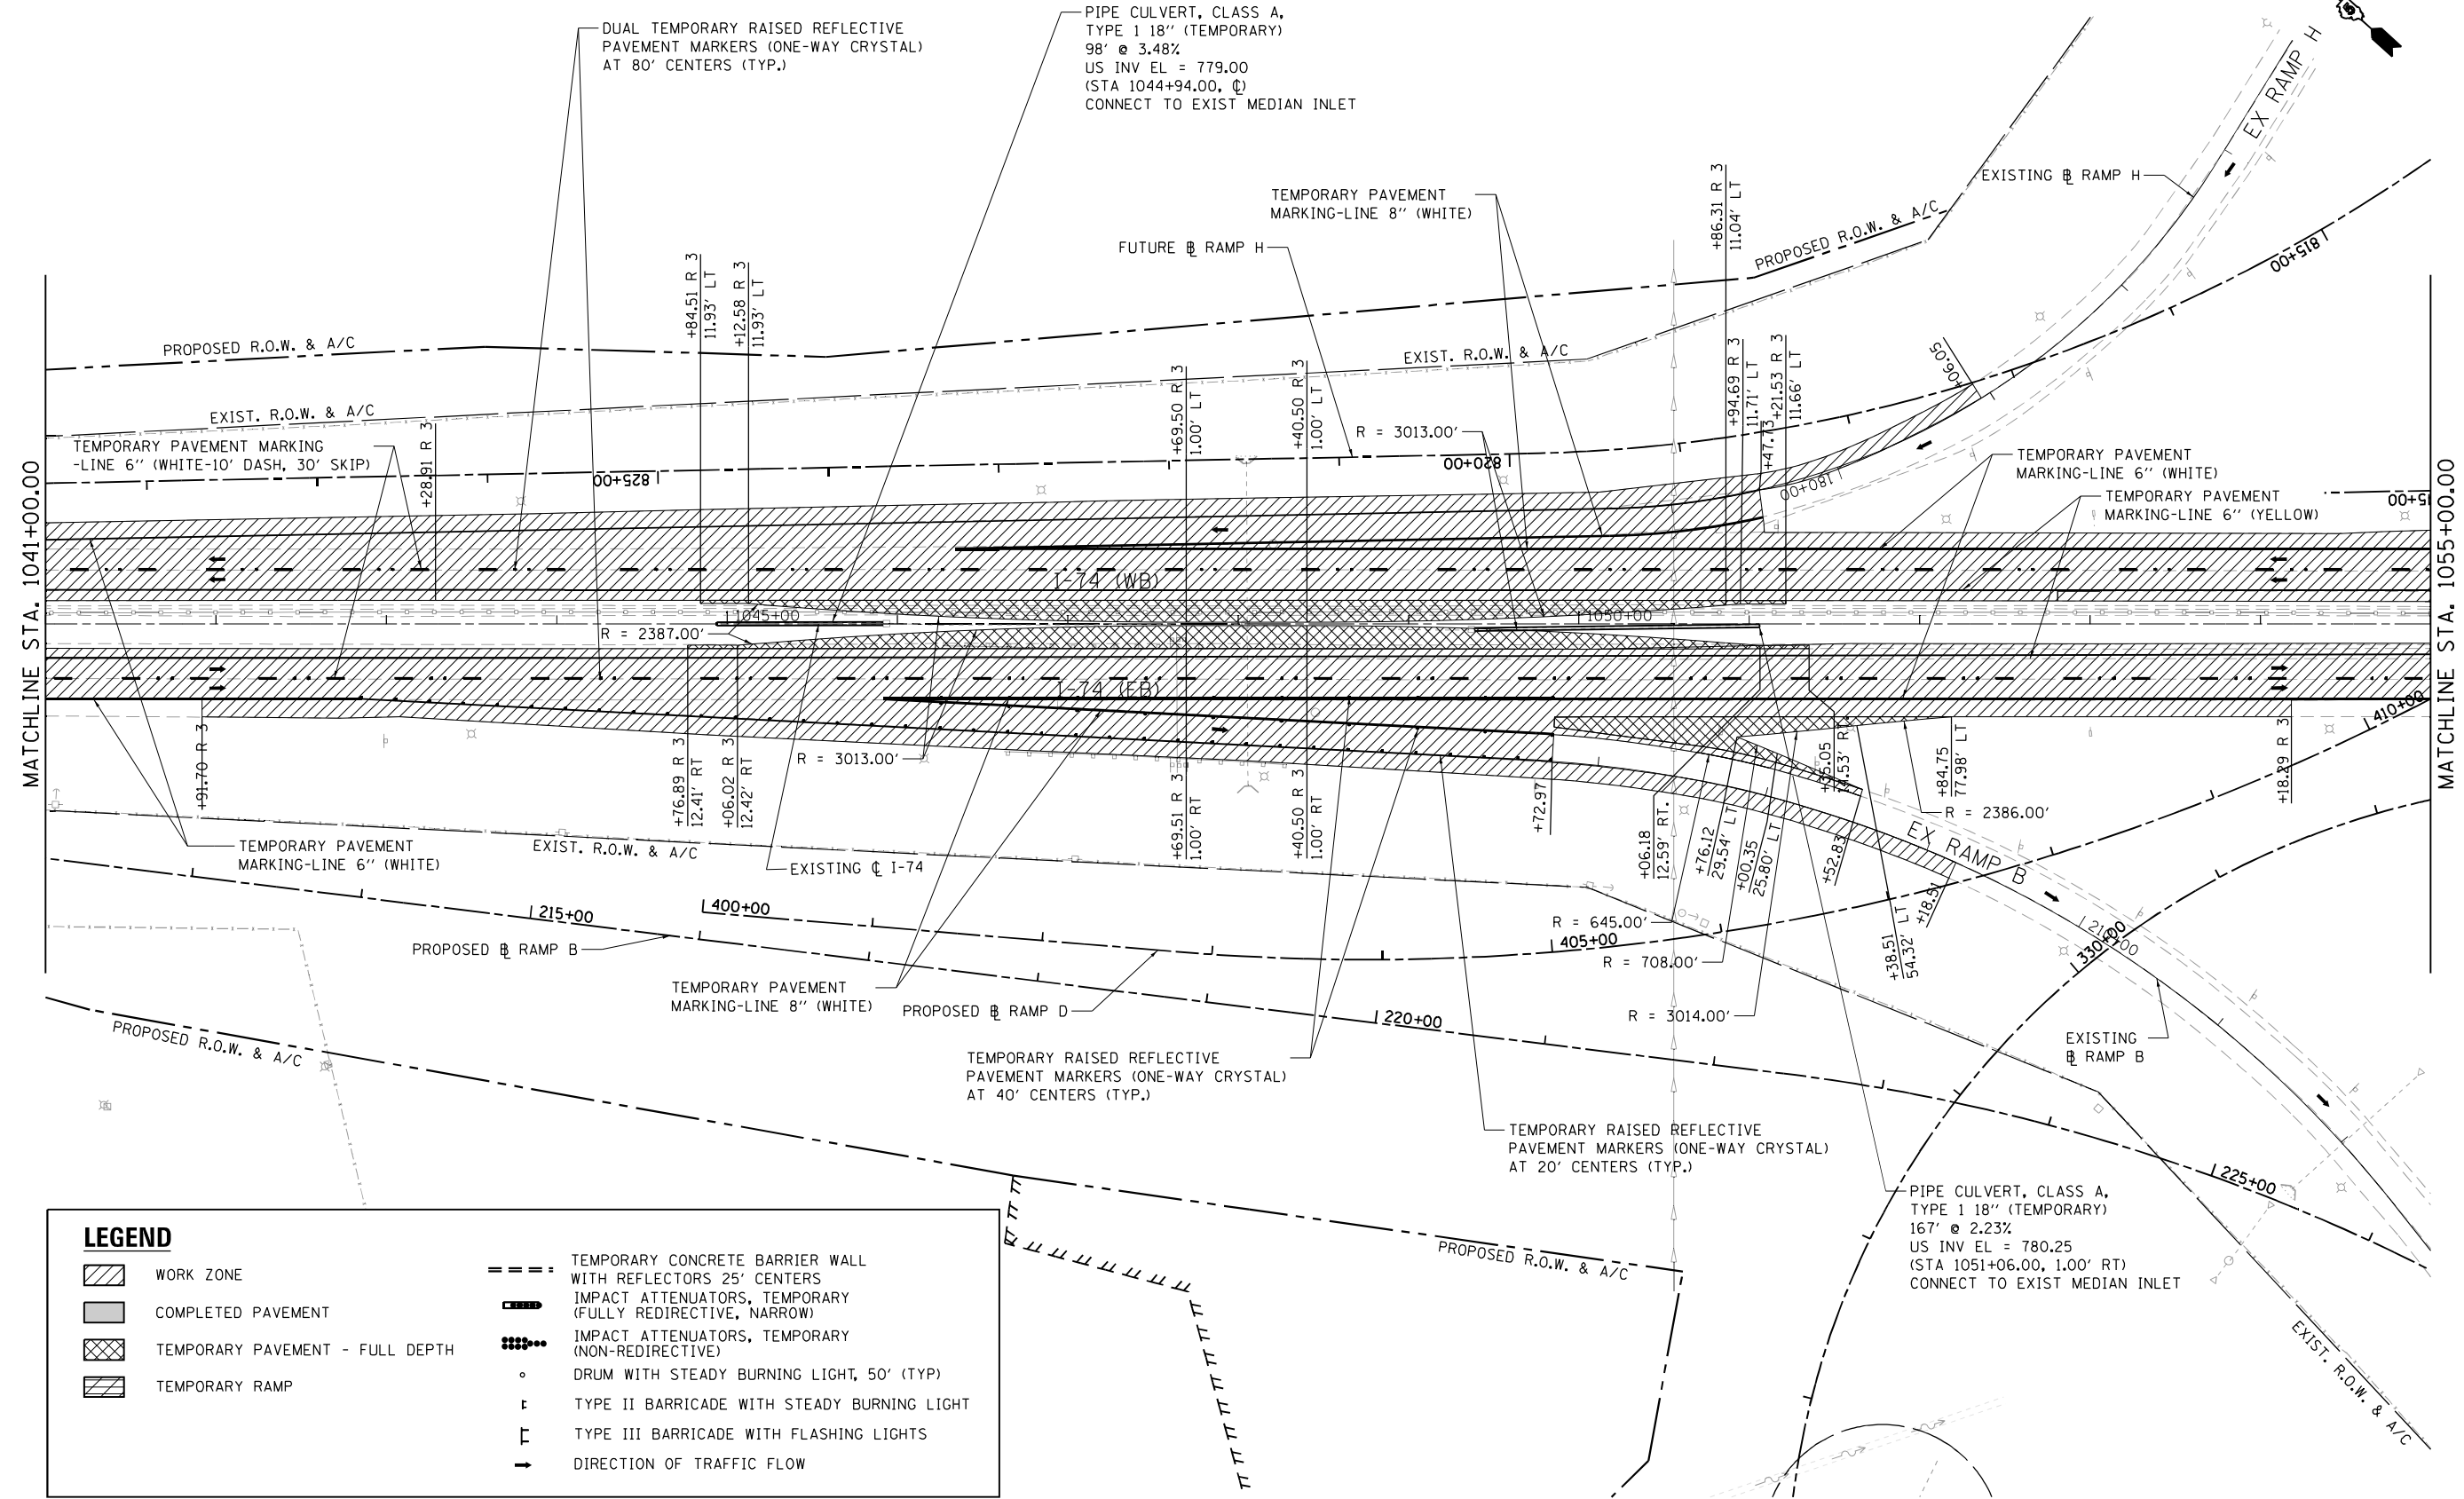 DUAL TEMPORARY RAISED REFLECTIVE
PAVEMENT MARKERS (ONE-WAY CRYSTAL)
AT 80' CENTERS (TYP.)
PIPE CULVERT, CLASS A,
TYPE 1 18" (TEMPORARY)
98' @ 3.48%
US INV EL = 779.00
(STA 1044+94.00, ℄)
CONNECT TO EXIST MEDIAN INLET
EX RAMP H
EXISTING ⅊ RAMP H
TEMPORARY PAVEMENT
MARKING-LINE 8" (WHITE)
FUTURE ⅊ RAMP H
PROPOSED R.O.W. & A/C
815+00
+86.31 R 3
11.04' LT
+84.51 R 3
11.93' LT
+12.58 R 3
11.93' LT
PROPOSED R.O.W. & A/C
EXIST. R.O.W. & A/C
EXIST. R.O.W. & A/C
+69.50 R 3
1.00' LT
+40.50 R 3
1.00' LT
+94.69 R 3
11.71' LT
+21.53 R 3
11.66' LT
+47.73
+06.05
TEMPORARY PAVEMENT MARKING
-LINE 6" (WHITE-10' DASH, 30' SKIP)
+28.91 R 3
R = 3013.00'
825+00
820+00
180+00
TEMPORARY PAVEMENT
MARKING-LINE 6" (WHITE)
TEMPORARY PAVEMENT
MARKING-LINE 6" (YELLOW)
15+00
MATCHLINE STA. 1041+00.00
MATCHLINE STA. 1055+00.00
I-74 (WB)
1045+00
1050+00
R = 2387.00'
I-74 (EB)
410+00
+91.70 R 3
+76.89 R 3
12.41' RT
+06.02 R 3
12.42' RT
R = 3013.00'
+69.51 R 3
1.00' RT
+40.50 R 3
1.00' RT
+72.97
+06.18
12.59' RT.
+76.12
29.54' LT
+00.35
25.80' LT
+52.83
+35.05
+84.75
77.98' LT
+18.29 R 3
R = 2386.00'
TEMPORARY PAVEMENT
MARKING-LINE 6" (WHITE)
EXIST. R.O.W. & A/C
EXISTING ℄ I-74
EX RAMP B
+18.51
+38.51
54.32' LT
R = 645.00'
R = 708.00'
R = 3014.00'
215+00
400+00
405+00
210+00
330+00
PROPOSED ⅊ RAMP B
TEMPORARY PAVEMENT
MARKING-LINE 8" (WHITE)
PROPOSED ⅊ RAMP D
220+00
PROPOSED R.O.W. & A/C
EXISTING
⅊ RAMP B
TEMPORARY RAISED REFLECTIVE
PAVEMENT MARKERS (ONE-WAY CRYSTAL)
AT 40' CENTERS (TYP.)
TEMPORARY RAISED REFLECTIVE
PAVEMENT MARKERS (ONE-WAY CRYSTAL)
AT 20' CENTERS (TYP.)
225+00
PIPE CULVERT, CLASS A,
TYPE 1 18" (TEMPORARY)
167' @ 2.23%
US INV EL = 780.25
(STA 1051+06.00, 1.00' RT)
CONNECT TO EXIST MEDIAN INLET
PROPOSED R.O.W. & A/C
EXIST. R.O.W. & A/C
LEGEND
WORK ZONE
COMPLETED PAVEMENT
TEMPORARY PAVEMENT - FULL DEPTH
TEMPORARY RAMP
TEMPORARY CONCRETE BARRIER WALL
WITH REFLECTORS 25' CENTERS
IMPACT ATTENUATORS, TEMPORARY
(FULLY REDIRECTIVE, NARROW)
IMPACT ATTENUATORS, TEMPORARY
(NON-REDIRECTIVE)
DRUM WITH STEADY BURNING LIGHT, 50' (TYP)
TYPE II BARRICADE WITH STEADY BURNING LIGHT
TYPE III BARRICADE WITH FLASHING LIGHTS
DIRECTION OF TRAFFIC FLOW